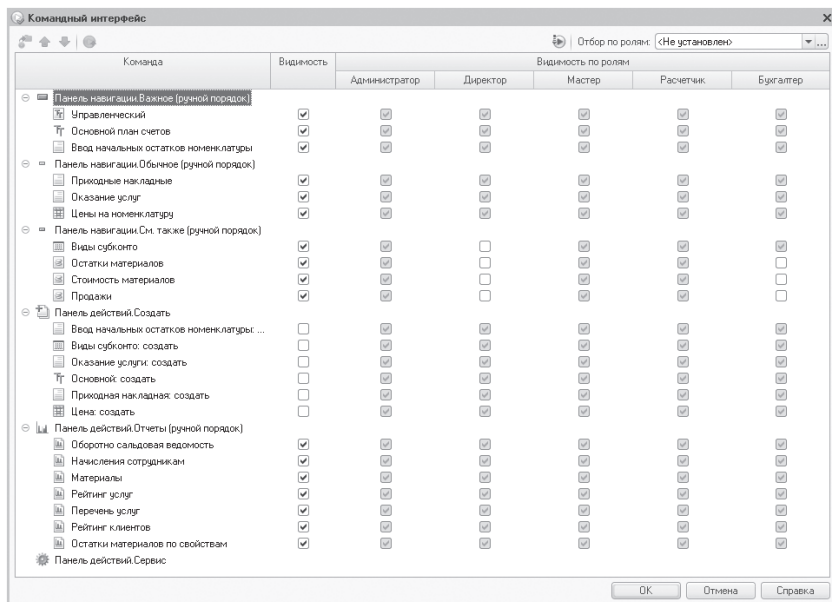 Командный интерфейс
Отбор по ролям: <Не установлен>
Команда Видимость Видимость по ролям
Администратор Директор Мастер Расчетчик Бухгалтер
Панель навигации.Важное (ручной порядок)
Управленческий
Основной план счетов
Ввод начальных остатков номенклатуры
Панель навигации.Обычное (ручной порядок)
Приходные накладные
Оказание услуг
Цены на номенклатуру
Панель навигации.См. также (ручной порядок)
Виды субконто
Остатки материалов
Стоимость материалов
Продажи
Панель действий.Создать
Ввод начальных остатков номенклатуры: ...
Виды субконто: создать
Оказание услуги: создать
Основной: создать
Приходная накладная: создать
Цена: создать
Панель действий.Отчеты (ручной порядок)
Оборотно сальдовая ведомость
Начисления сотрудникам
Материалы
Рейтинг услуг
Перечень услуг
Рейтинг клиентов
Остатки материалов по свойствам
Панель действий.Сервис
OK Отмена Справка